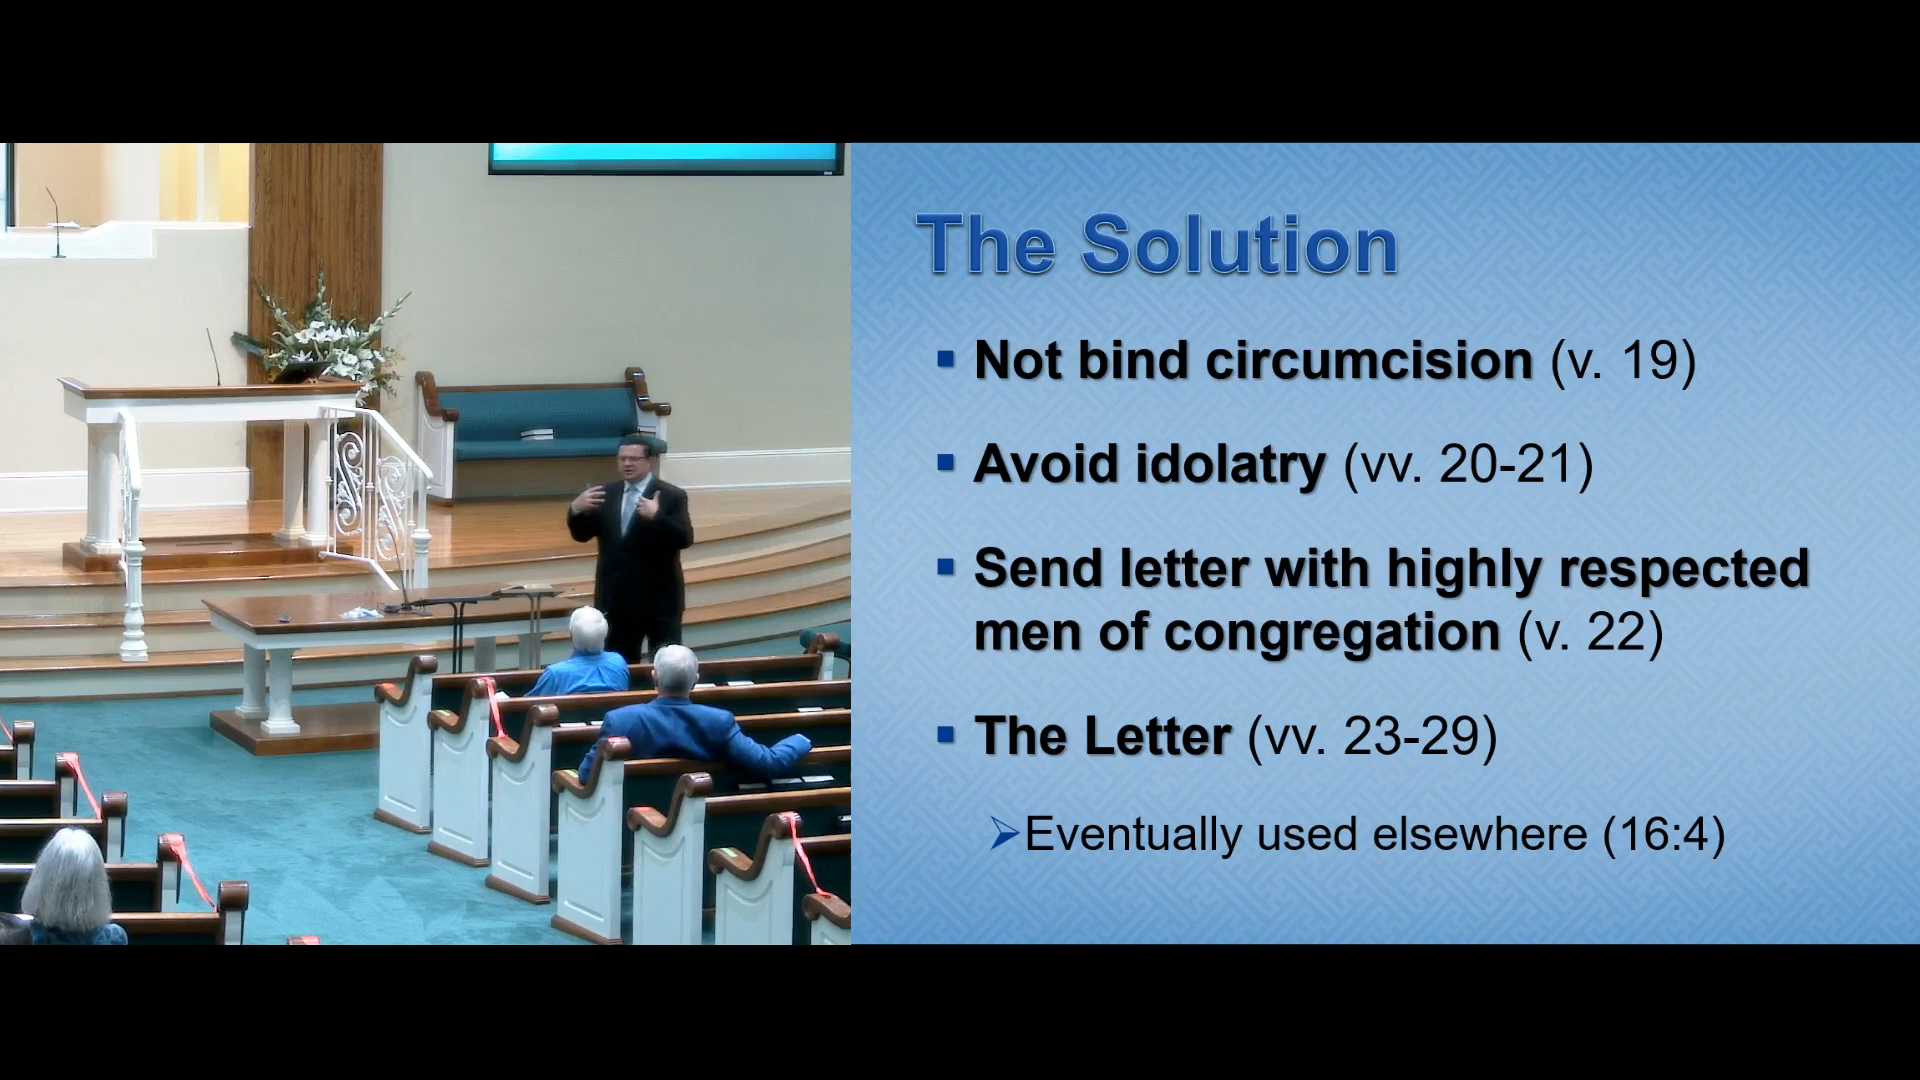 The Solution
▪ Not bind circumcision (v. 19)
▪ Avoid idolatry (vv. 20-21)
▪ Send letter with highly respected
men of congregation (v. 22)
▪ The Letter (vv. 23-29)
➢Eventually used elsewhere (16:4)